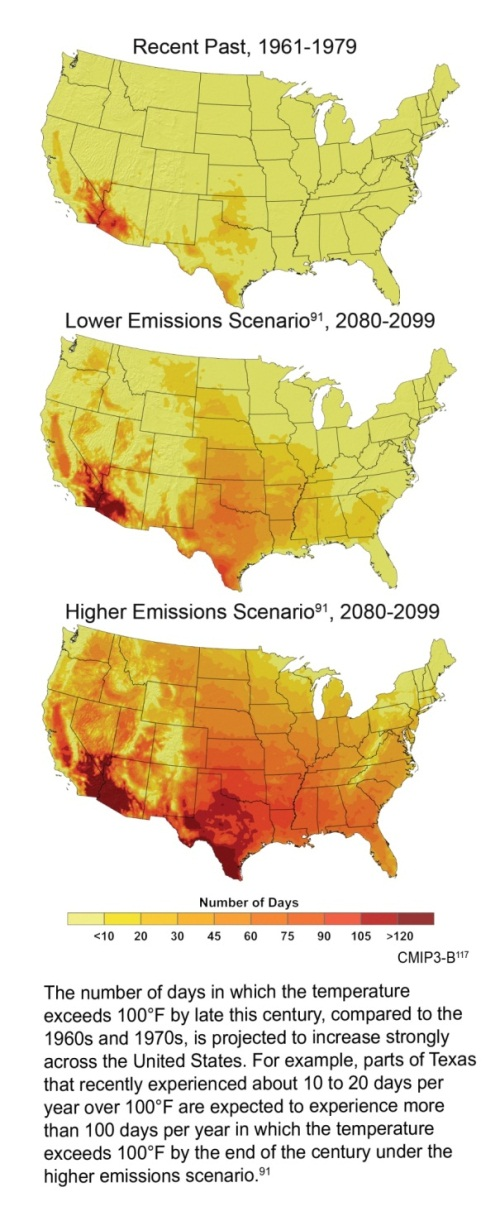 Recent Past, 1961-1979
Lower Emissions Scenario⁹¹, 2080-2099
Higher Emissions Scenario⁹¹, 2080-2099
Number of Days
<10 20 30 45 60 75 90 105 >120
CMIP3-B¹¹⁷
The number of days in which the temperature
exceeds 100°F by late this century, compared to the
1960s and 1970s, is projected to increase strongly
across the United States. For example, parts of Texas
that recently experienced about 10 to 20 days per
year over 100°F are expected to experience more
than 100 days per year in which the temperature
exceeds 100°F by the end of the century under the
higher emissions scenario.⁹¹